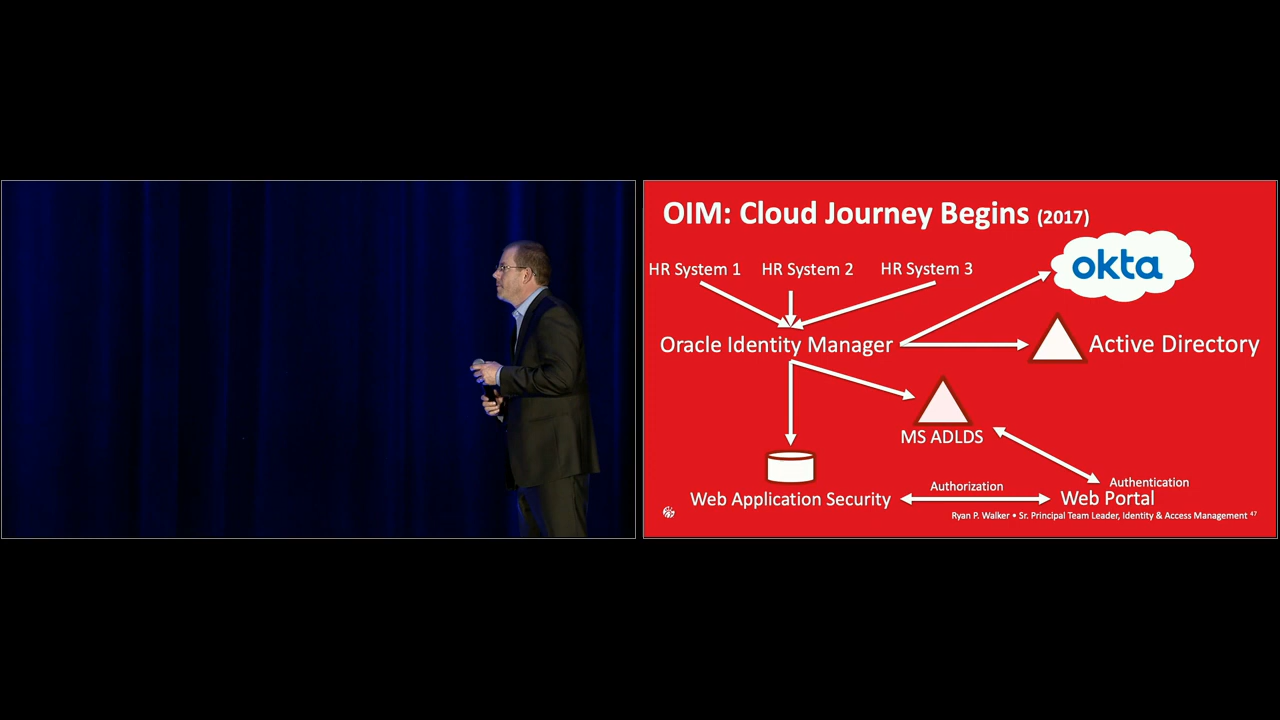 OIM: Cloud Journey Begins (2017)
okta
HR System 1 HR System 2 HR System 3
Oracle Identity Manager
Active Directory
MS ADLDS
Authentication
Authorization
Web Application Security
Web Portal
Ryan P. Walker • Sr. Principal Team Leader, Identity & Access Management 47